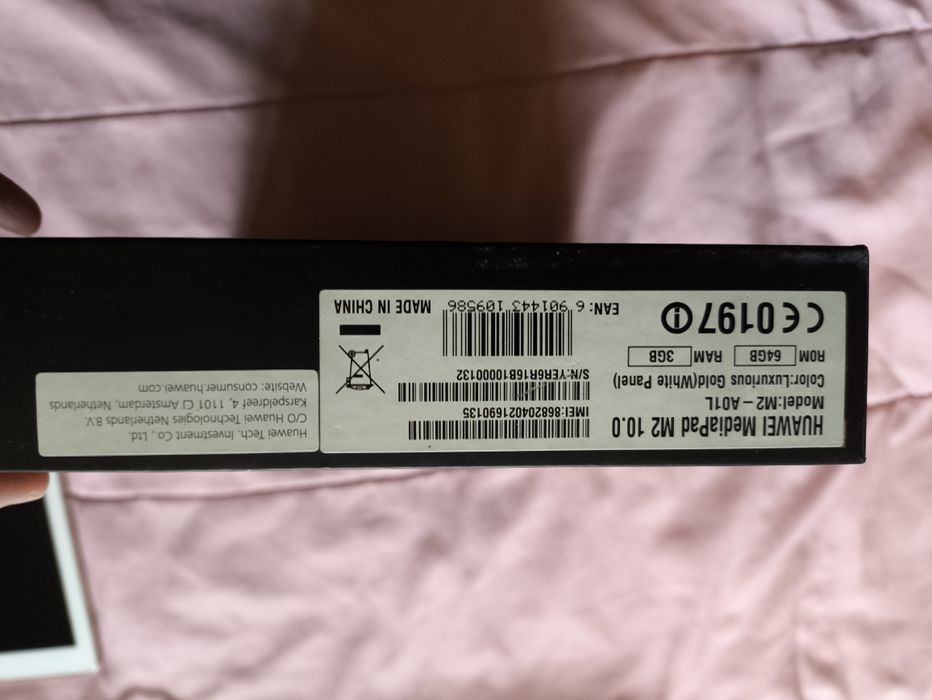 HUAWEI MediaPad M2 10.0
Model:M2 – A01L
Color:Luxurious Gold(White Panel)
ROM 64GB RAM 3GB
CE0197
IMEI:868204021690135
S/N:YER6R16B10000132
EAN: 6 901443 109586
MADE IN CHINA
Huawei Tech. Investment Co., Ltd.
C/O Huawei Technologies Netherlands B.V.
Karspeldreef 4, 1101 CJ Amsterdam, Netherlands
Website: consumer.huawei.com